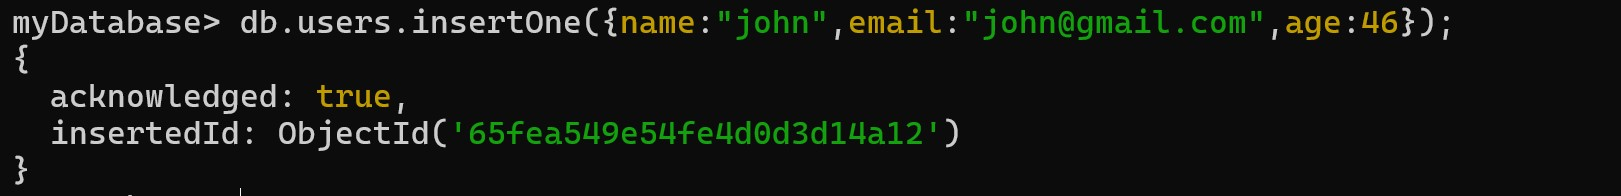 myDatabase> db.users.insertOne({name:"john",email:"john@gmail.com",age:46});
{
  acknowledged: true,
  insertedId: ObjectId('65fea549e54fe4d0d3d14a12')
}